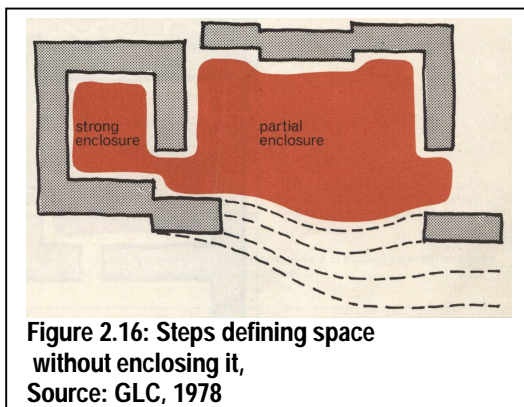 strong
enclosure
partial
enclosure
Figure 2.16: Steps defining space
without enclosing it,
Source: GLC, 1978